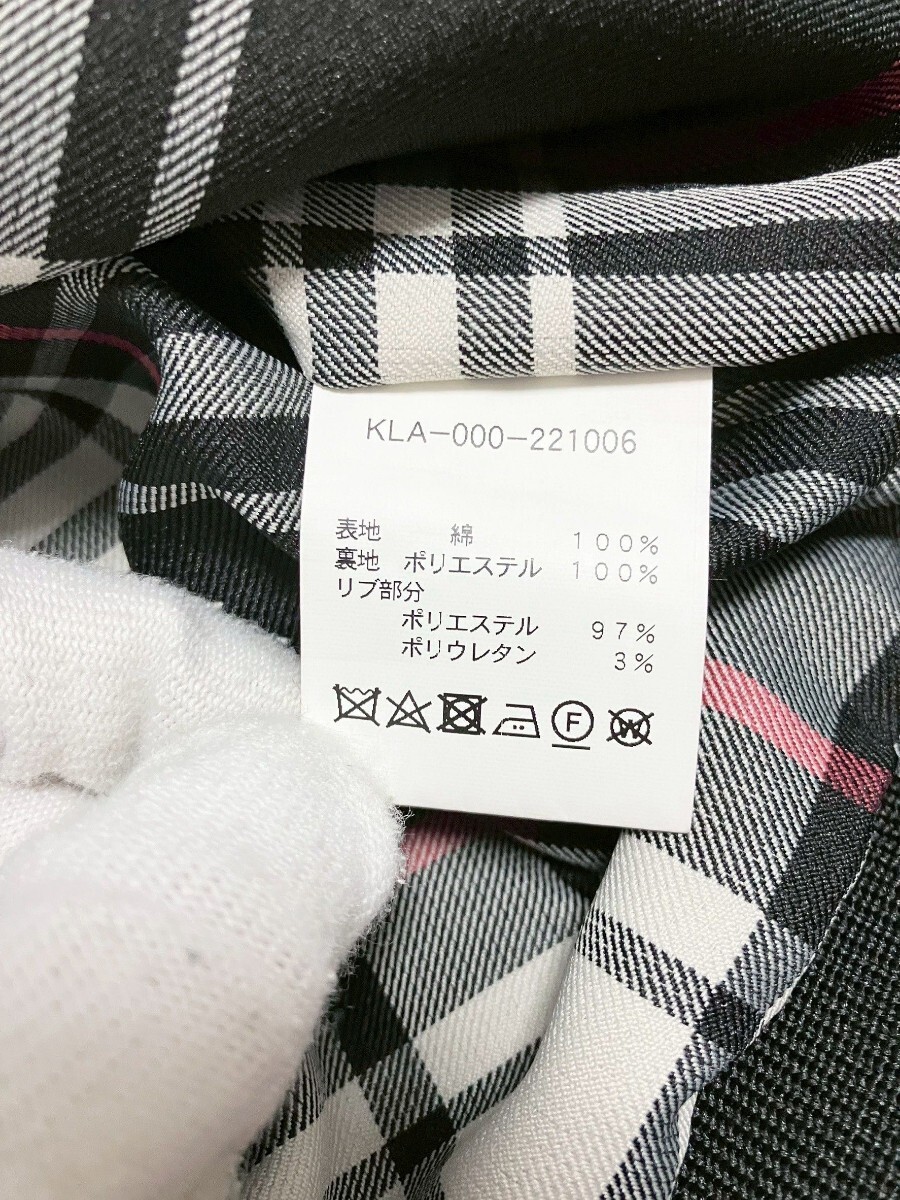 KLA-000-221006
表地 綿 100%
裏地 ポリエステル 100%
リブ部分
ポリエステル 97%
ポリウレタン 3%
F W